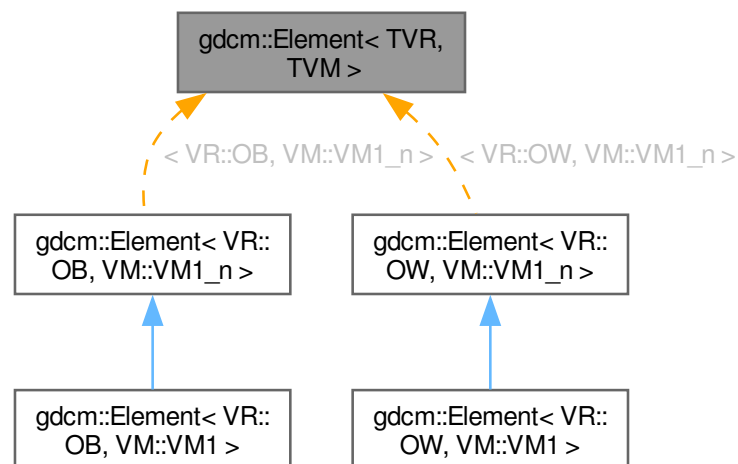 gdcm::Element< TVR,
TVM >
< VR::OB, VM::VM1_n >
< VR::OW, VM::VM1_n >
gdcm::Element< VR::
OB, VM::VM1_n >
gdcm::Element< VR::
OW, VM::VM1_n >
gdcm::Element< VR::
OB, VM::VM1 >
gdcm::Element< VR::
OW, VM::VM1 >